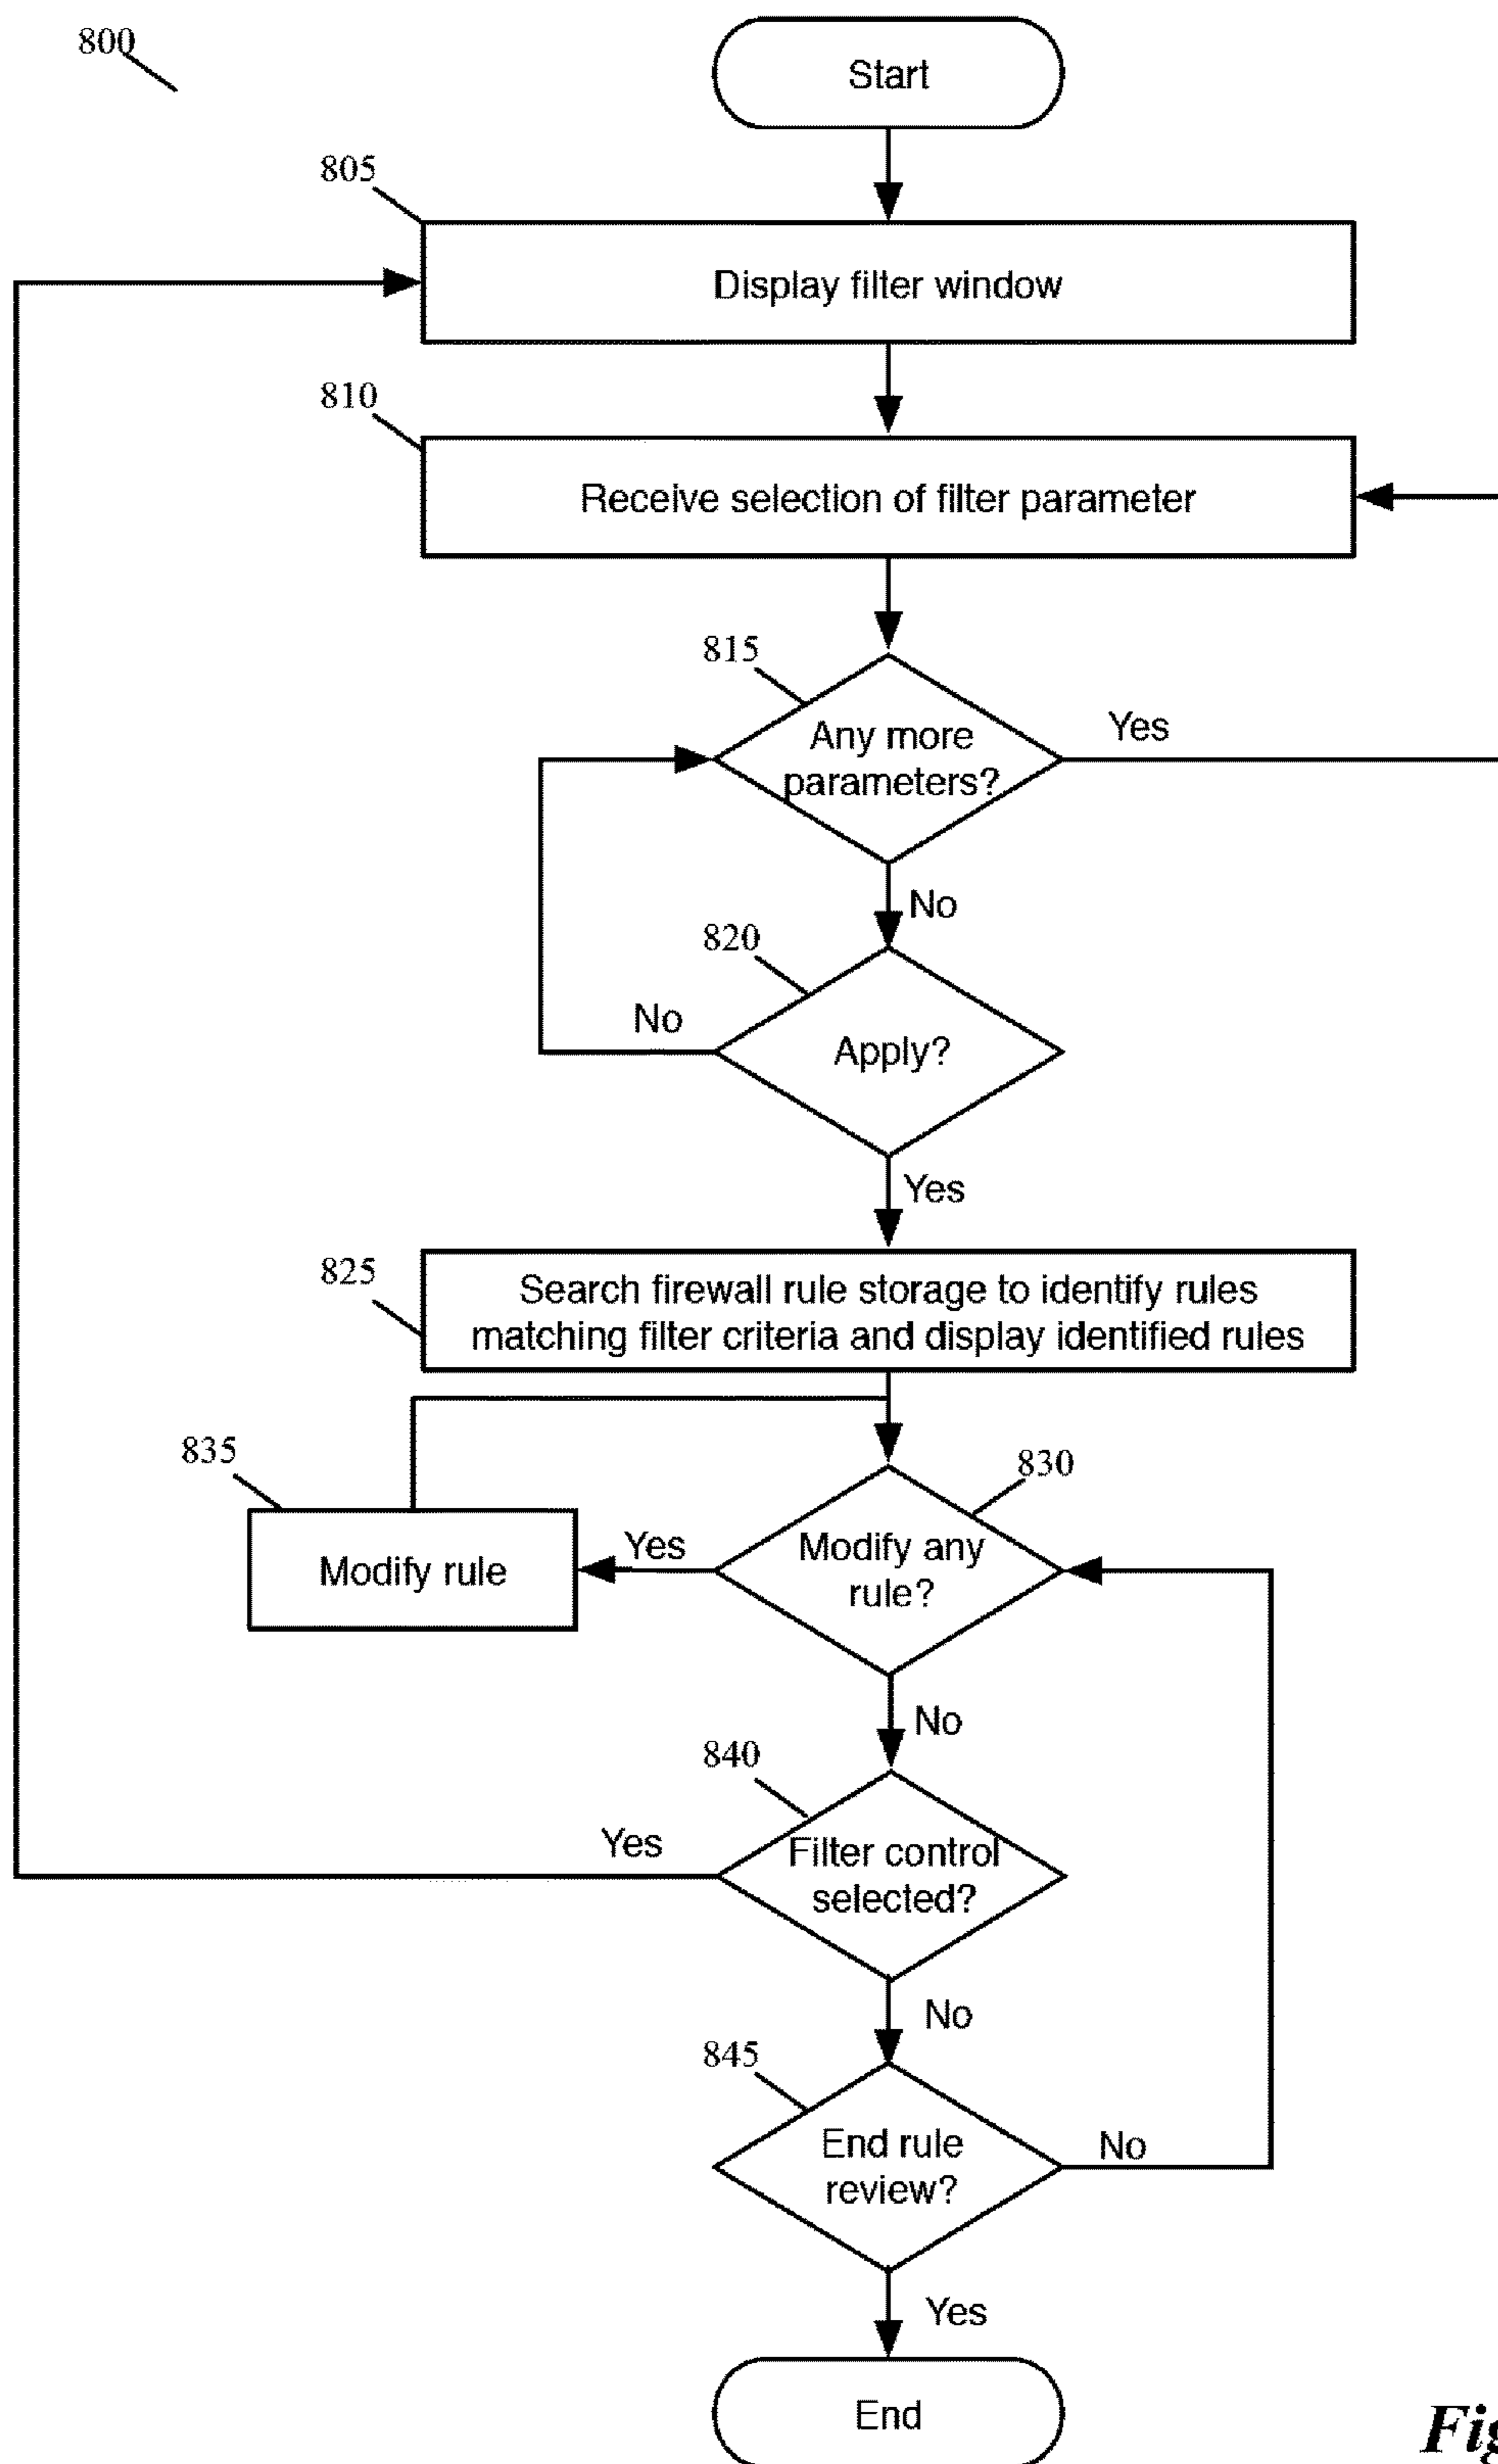 800
Start
805
Display filter window
810
Receive selection of filter parameter
815
Any more
parameters?
Yes
No
820
Apply?
No
Yes
825
Search firewall rule storage to identify rules
matching filter criteria and display identified rules
835
Modify rule
Yes
830
Modify any
rule?
No
840
Yes
Filter control
selected?
No
845
End rule
review?
No
Yes
End
Fig